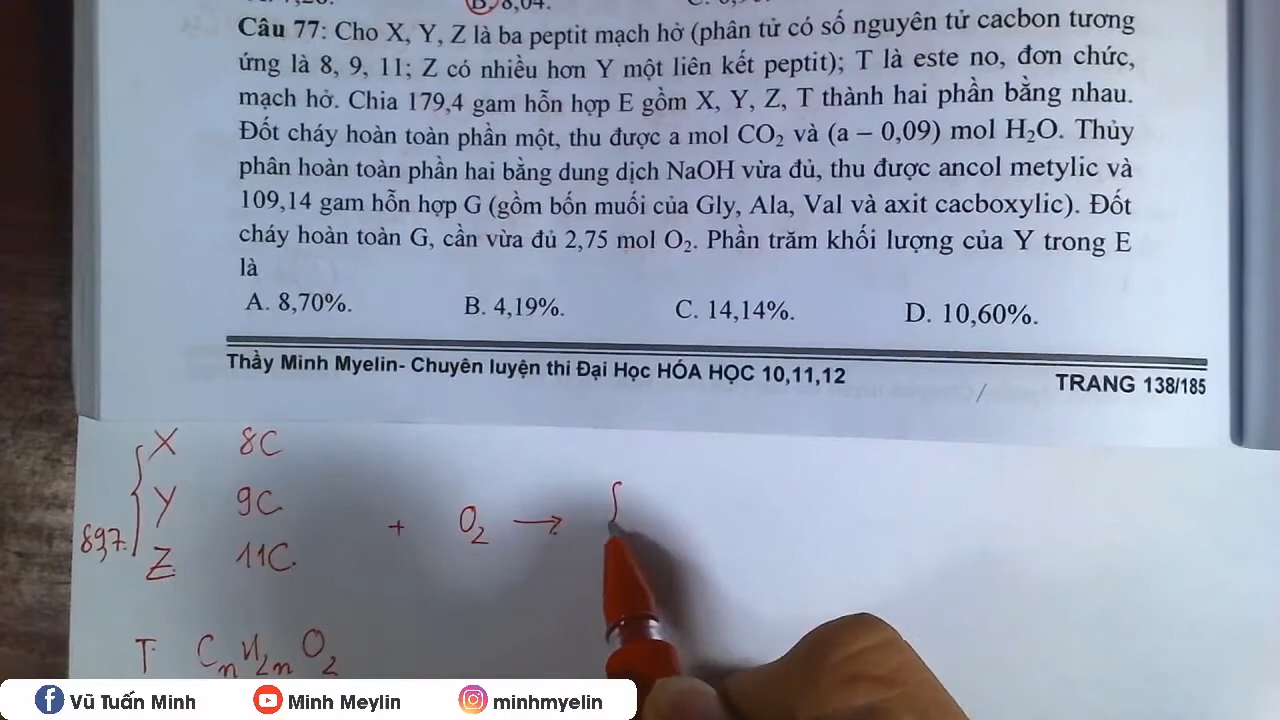 B. 8,04.
Câu 77: Cho X, Y, Z là ba peptit mạch hở (phân tử có số nguyên tử cacbon tương
ứng là 8, 9, 11; Z có nhiều hơn Y một liên kết peptit); T là este no, đơn chức,
mạch hở. Chia 179,4 gam hỗn hợp E gồm X, Y, Z, T thành hai phần bằng nhau.
Đốt cháy hoàn toàn phần một, thu được a mol CO₂ và (a – 0,09) mol H₂O. Thủy
phân hoàn toàn phần hai bằng dung dịch NaOH vừa đủ, thu được ancol metylic và
109,14 gam hỗn hợp G (gồm bốn muối của Gly, Ala, Val và axit cacboxylic). Đốt
cháy hoàn toàn G, cần vừa đủ 2,75 mol O₂. Phần trăm khối lượng của Y trong E
là
A. 8,70%. B. 4,19%. C. 14,14%. D. 10,60%.
Thầy Minh Myelin- Chuyên luyện thi Đại Học HÓA HỌC 10,11,12
TRANG 138/185
X 8C
Y 9C
89,7 + O₂ →
Z 11C
T CₙH₂ₙO₂
Vũ Tuấn Minh Minh Meylin minhmyelin